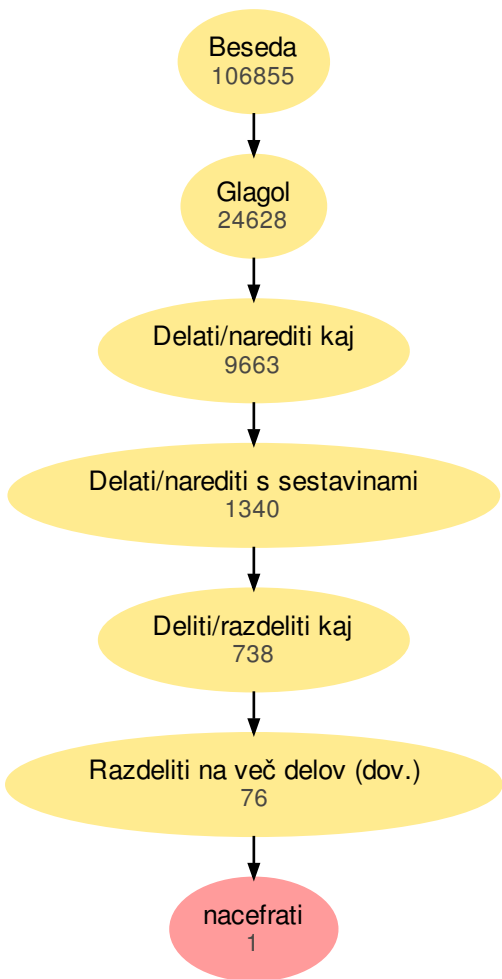 Beseda
106855
Glagol
24628
Delati/narediti kaj
9663
Delati/narediti s sestavinami
1340
Deliti/razdeliti kaj
738
Razdeliti na več delov (dov.)
76
nacefrati
1